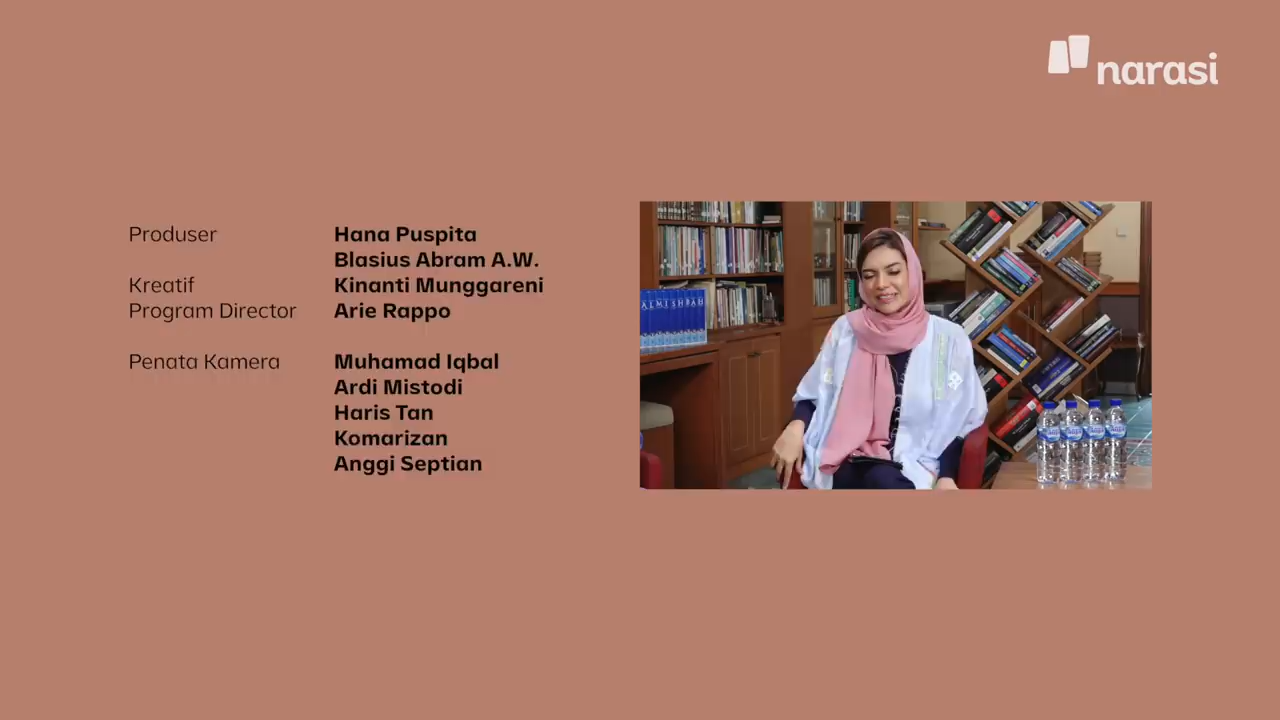 narasi
Produser Hana Puspita
Blasius Abram A.W.
Kreatif Kinanti Munggareni
Program Director Arie Rappo
Penata Kamera Muhamad Iqbal
Ardi Mistodi
Haris Tan
Komarizan
Anggi Septian
ALMISHBAH